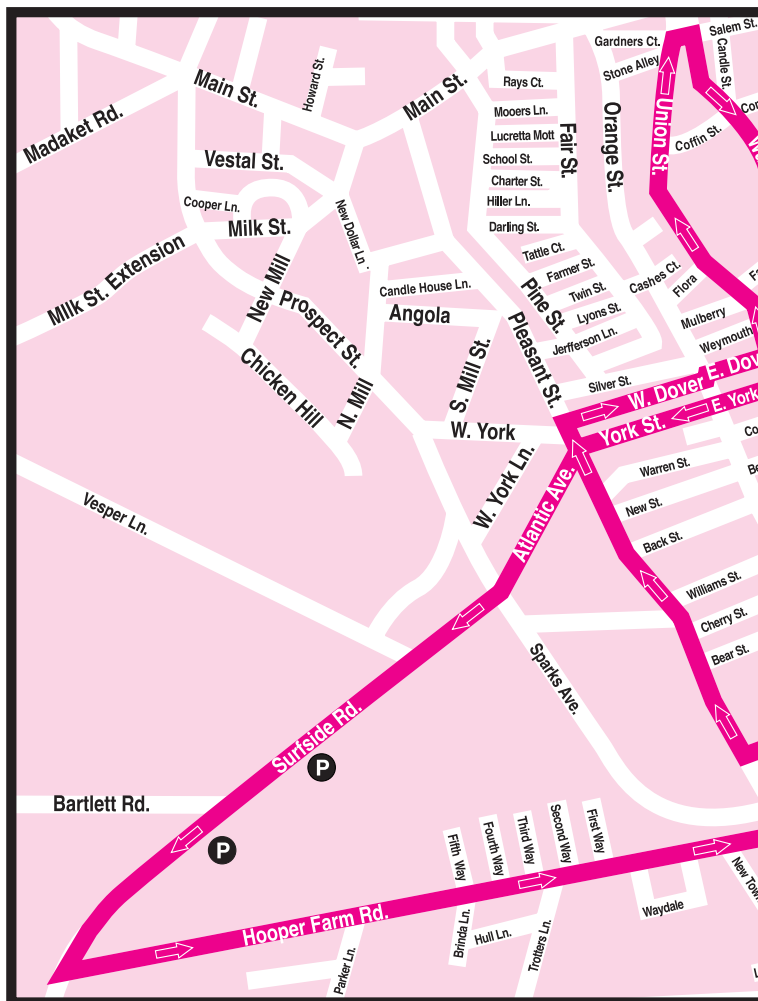 Gardners Ct.
Salem St.
Stone Alley
Candle St.
Howard St.
Main St.
Main St.
Rays Ct.
Mooers Ln.
Lucretta Mott
School St.
Charter St.
Hiller Ln.
Darling St.
Fair St.
Orange St.
Union St.
Coffin St.
Madaket Rd.
Vestal St.
Cooper Ln.
Milk St.
New Dollar Ln
MIlk St. Extension
New Mill
Prospect St.
Chicken Hill
N. Mill
Candle House Ln.
Angola
S. Mill St.
Pleasant St.
Pine St.
Tattle Ct.
Farmer St.
Twin St.
Lyons St.
Jerfferson Ln.
Cashes Ct.
Flora
Mulberry
Weymouth
Silver St.
W. Dover
E. Dov
York St.
E. York
W. York
W. York Ln.
Atlantic Ave.
Warren St.
New St.
Back St.
Williams St.
Cherry St.
Bear St.
Vesper Ln.
Sparks Ave.
Surfside Rd.
P
P
Bartlett Rd.
Fifth Way
Fourth Way
Third Way
Second Way
First Way
Hooper Farm Rd.
Brinda Ln.
Hull Ln.
Trotters Ln.
Parker Ln.
Waydale
New Town